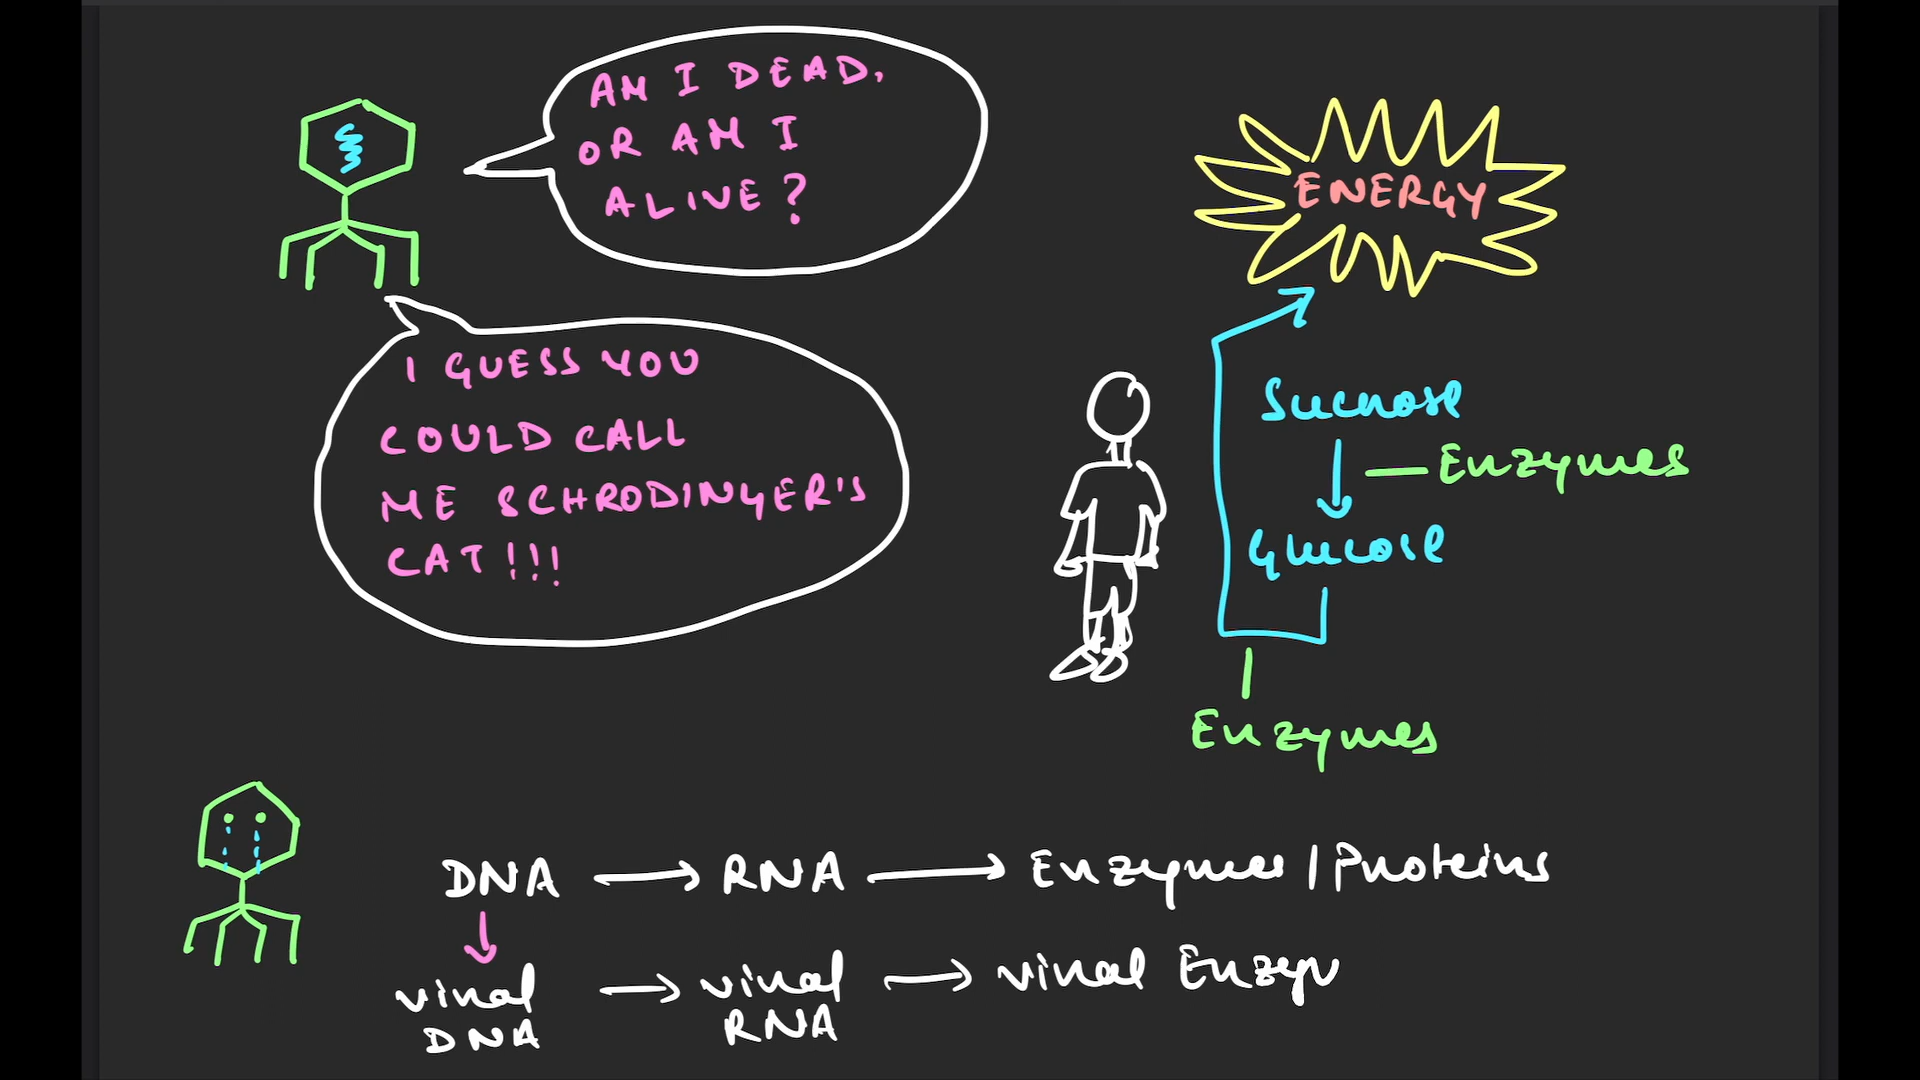 AM I DEAD,
OR AM I
ALIVE?
I GUESS YOU
COULD CALL
ME SCHRODINGER'S
CAT!!!
ENERGY
Sucrose
Enzymes
Glucose
Enzymes
DNA → RNA → Enzymes / Proteins
viral → viral → viral Enzy
DNA RNA